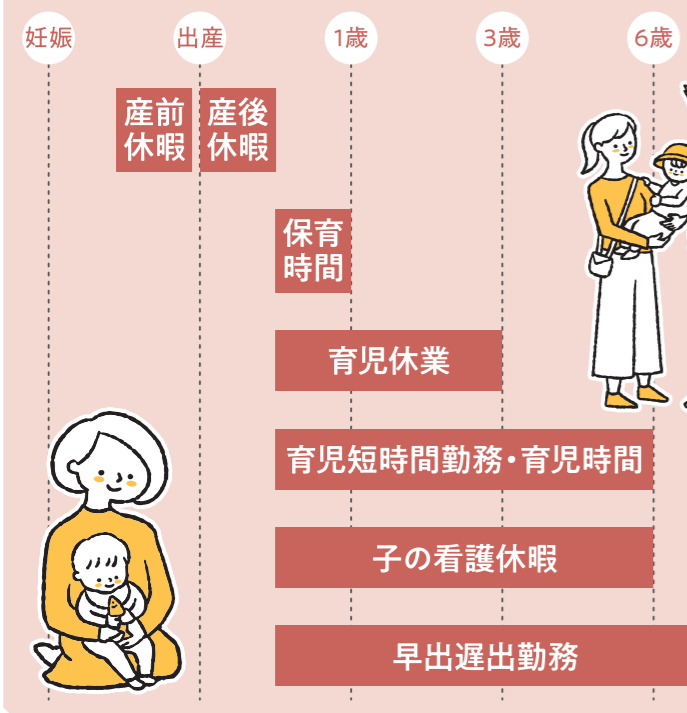 妊娠 出産 1歳 3歳 6歳
産前 産後
休暇 休暇
保育
時間
育児休業
育児短時間勤務・育児時間
子の看護休暇
早出遅出勤務